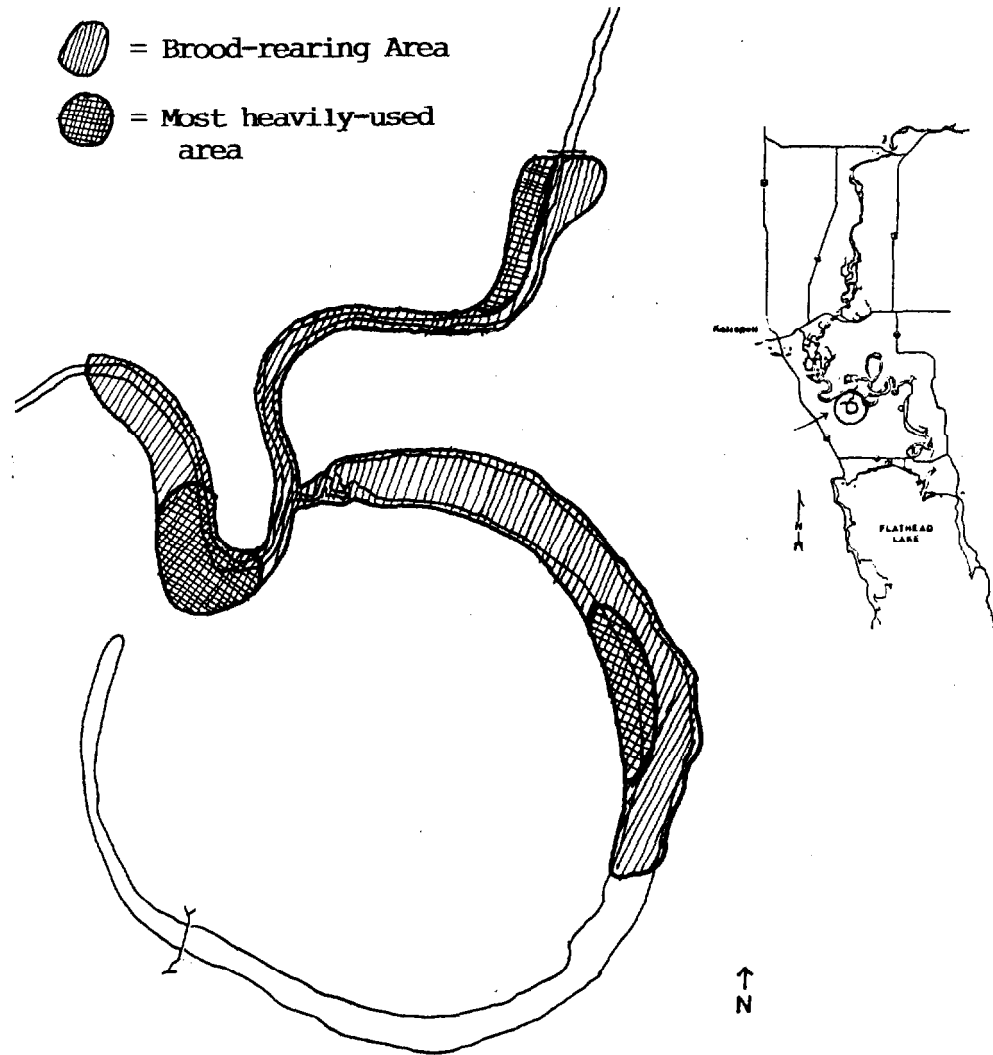 = Brood-rearing Area
= Most heavily-used
area
N
FLATHEAD
LAKE
N